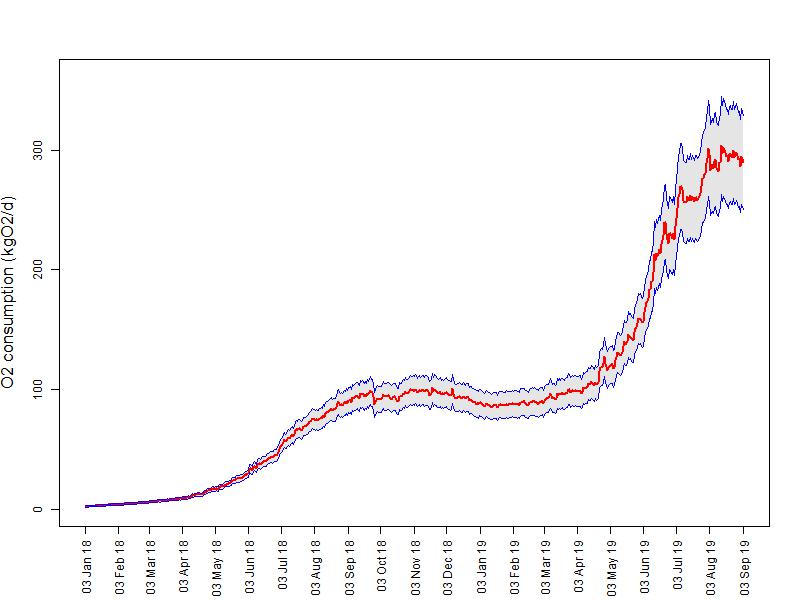 O2 consumption (kgO2/d)
300
200
100
0
03 Jan 18
03 Feb 18
03 Mar 18
03 Apr 18
03 May 18
03 Jun 18
03 Jul 18
03 Aug 18
03 Sep 18
03 Oct 18
03 Nov 18
03 Dec 18
03 Jan 19
03 Feb 19
03 Mar 19
03 Apr 19
03 May 19
03 Jun 19
03 Jul 19
03 Aug 19
03 Sep 19